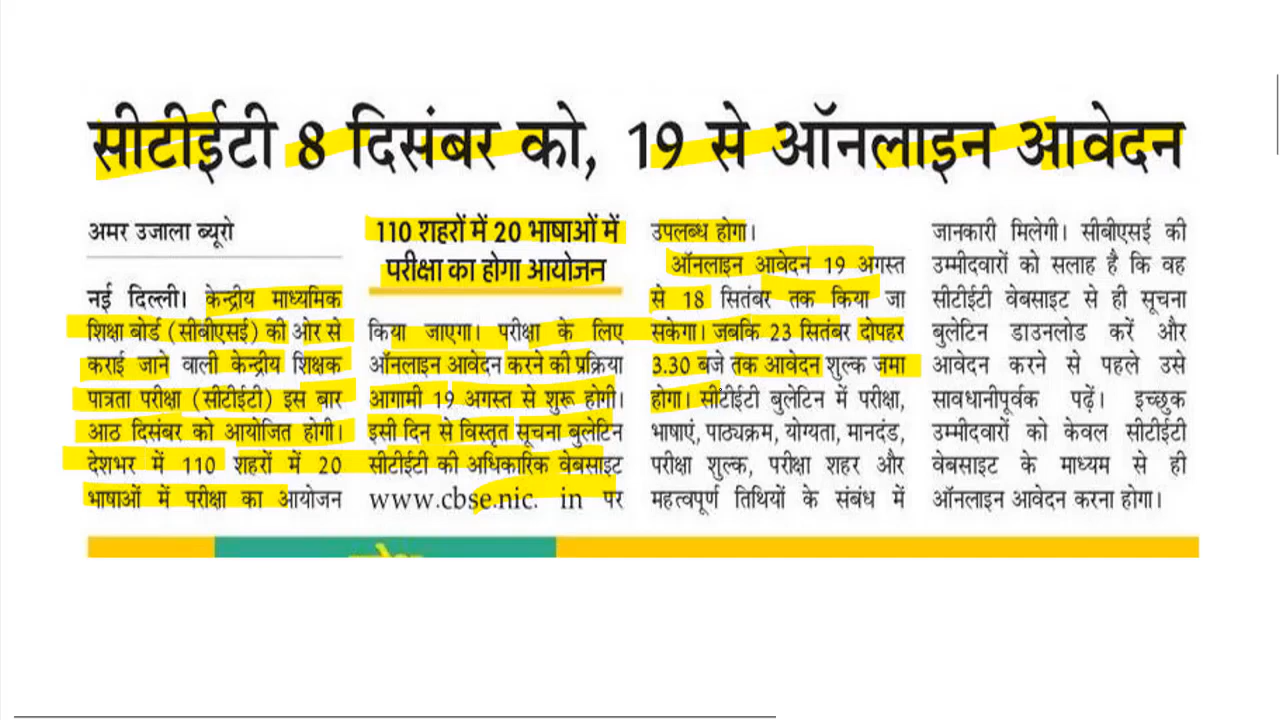 सीटीईटी 8 दिसंबर को, 19 से ऑनलाइन आवेदन
अमर उजाला ब्यूरो
नई दिल्ली। केन्द्रीय माध्यमिक
शिक्षा बोर्ड (सीबीएसई) की ओर से
कराई जाने वाली केन्द्रीय शिक्षक
पात्रता परीक्षा (सीटीईटी) इस बार
आठ दिसंबर को आयोजित होगी।
देशभर में 110 शहरों में 20
भाषाओं में परीक्षा का आयोजन
110 शहरों में 20 भाषाओं में
परीक्षा का होगा आयोजन
किया जाएगा। परीक्षा के लिए
ऑनलाइन आवेदन करने की प्रक्रिया
आगामी 19 अगस्त से शुरू होगी।
इसी दिन से विस्तृत सूचना बुलेटिन
सीटीईटी की अधिकारिक वेबसाइट
www.cbse.nic. in पर
उपलब्ध होगा।
ऑनलाइन आवेदन 19 अगस्त
से 18 सितंबर तक किया जा
सकेगा। जबकि 23 सितंबर दोपहर
3.30 बजे तक आवेदन शुल्क जमा
होगा। सीटीईटी बुलेटिन में परीक्षा,
भाषाएं, पाठ्यक्रम, योग्यता, मानदंड,
परीक्षा शुल्क, परीक्षा शहर और
महत्वपूर्ण तिथियों के संबंध में
जानकारी मिलेगी। सीबीएसई की
उम्मीदवारों को सलाह है कि वह
सीटीईटी वेबसाइट से ही सूचना
बुलेटिन डाउनलोड करें और
आवेदन करने से पहले उसे
सावधानीपूर्वक पढ़ें। इच्छुक
उम्मीदवारों को केवल सीटीईटी
वेबसाइट के माध्यम से ही
ऑनलाइन आवेदन करना होगा।